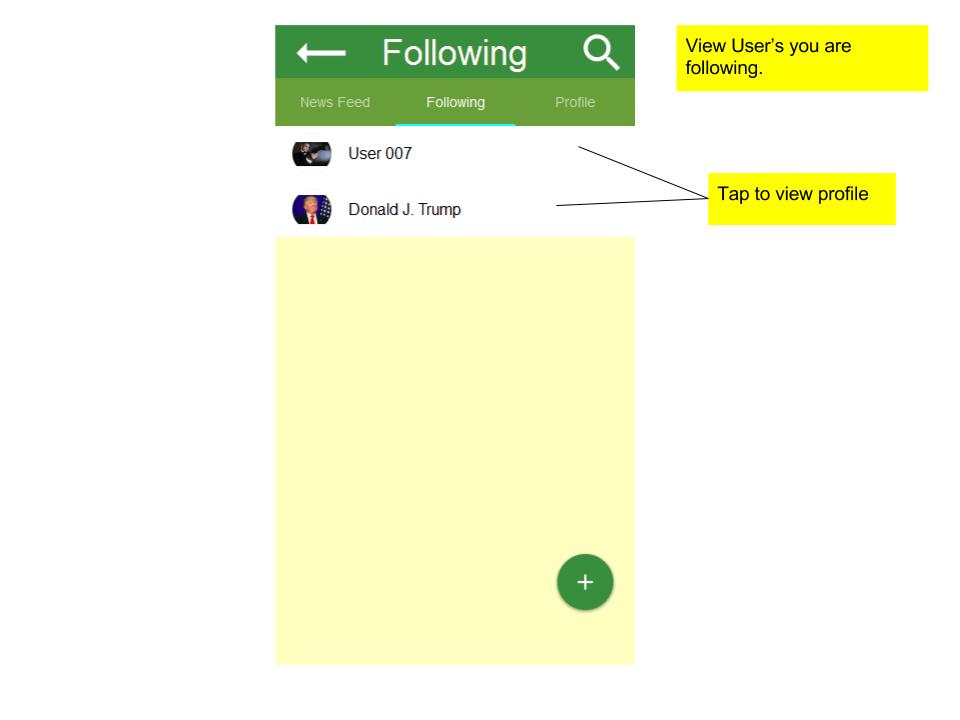 Following
View User's you are
following.
News Feed
Following
Profile
User 007
Tap to view profile
Donald J. Trump
+